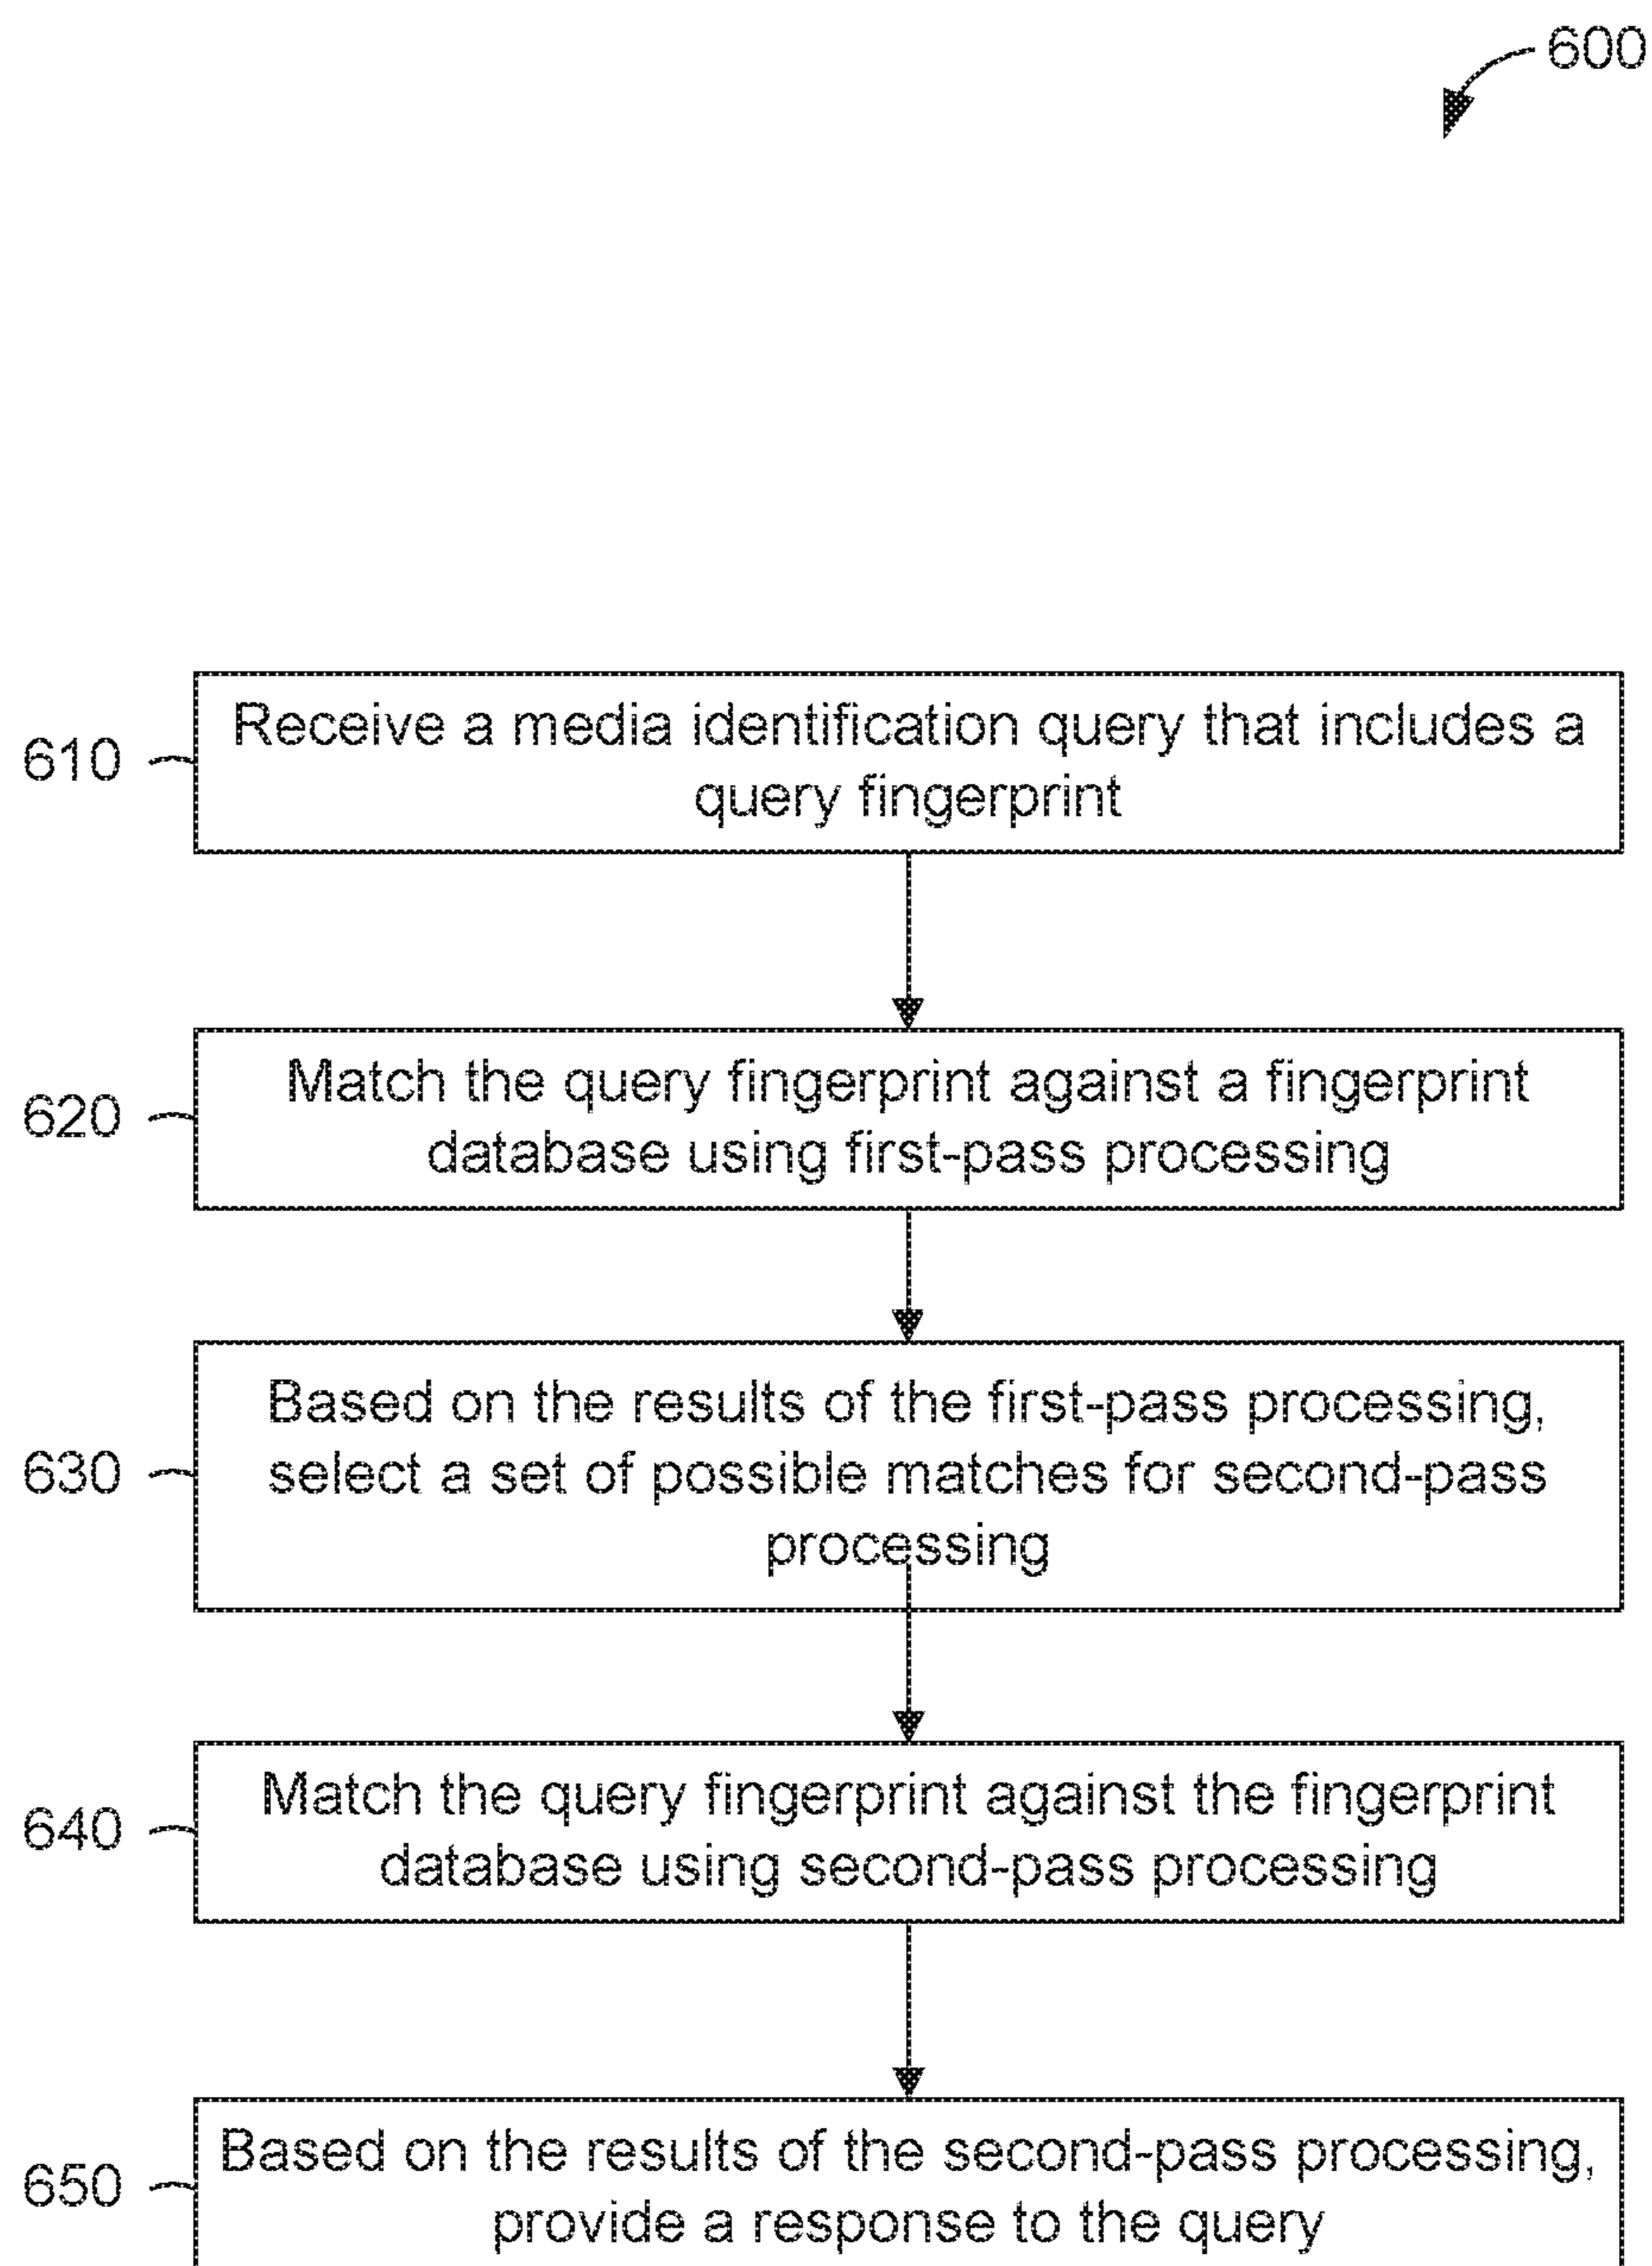 600
610
Receive a media identification query that includes a
query fingerprint
620
Match the query fingerprint against a fingerprint
database using first-pass processing
630
Based on the results of the first-pass processing,
select a set of possible matches for second-pass
processing
640
Match the query fingerprint against the fingerprint
database using second-pass processing
650
Based on the results of the second-pass processing,
provide a response to the query